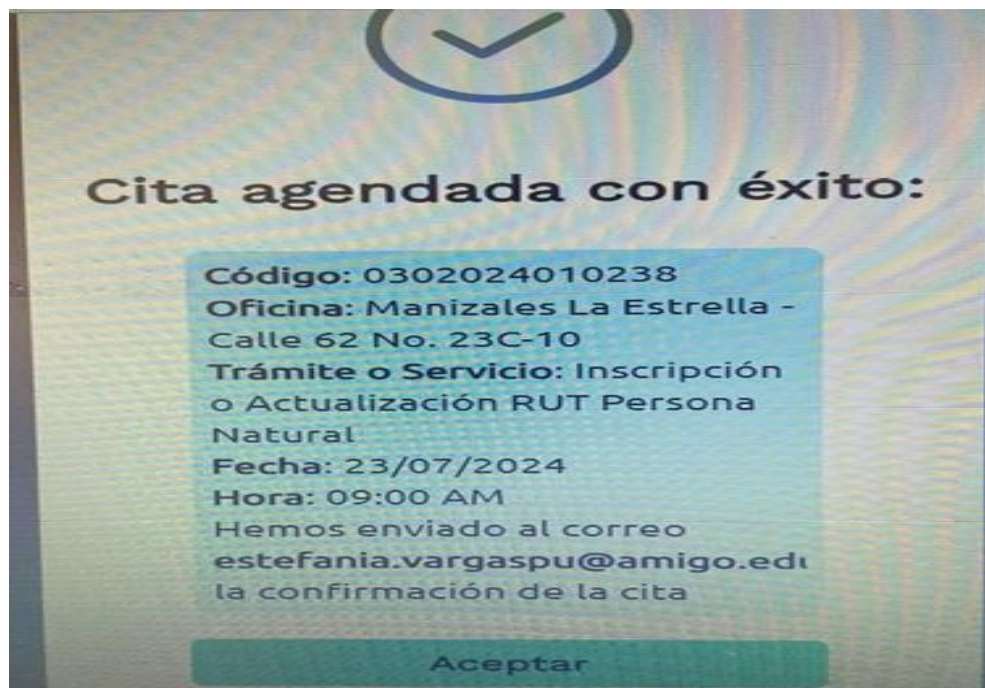 Cita agendada con éxito:
Código: 0302024010238
Oficina: Manizales La Estrella -
Calle 62 No. 23C-10
Trámite o Servicio: Inscripción
o Actualización RUT Persona
Natural
Fecha: 23/07/2024
Hora: 09:00 AM
Hemos enviado al correo
estefania.vargaspu@amigo.edu
la confirmación de la cita
Aceptar